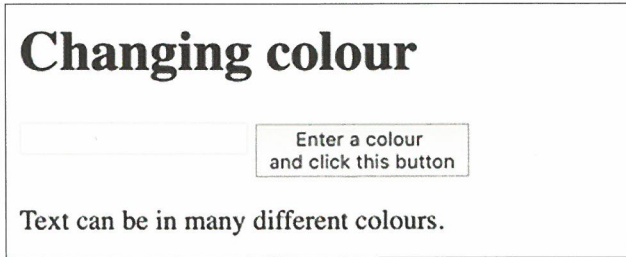 Changing colour
Enter a colour
and click this button
Text can be in many different colours.